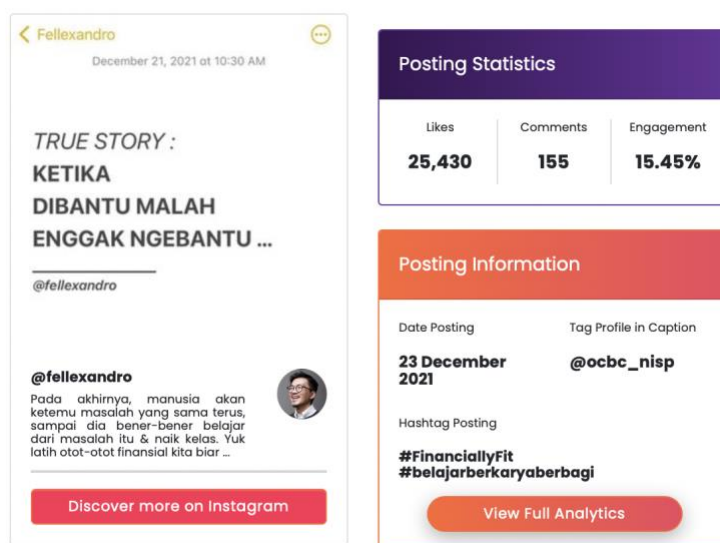 Fellexandro
December 21, 2021 at 10:30 AM
TRUE STORY :
KETIKA
DIBANTU MALAH
ENGGAK NGEBANTU ...
@fellexandro
@fellexandro
Pada akhirnya, manusia akan
ketemu masalah yang sama terus,
sampai dia bener-bener belajar
dari masalah itu & naik kelas. Yuk
latih otot-otot finansial kita biar ...
Discover more on Instagram
Posting Statistics
Likes
Comments
Engagement
25,430
155
15.45%
Posting Information
Date Posting
Tag Profile in Caption
23 December
2021
@ocbc_nisp
Hashtag Posting
#FinanciallyFit
#belajarberkaryaberbagi
View Full Analytics